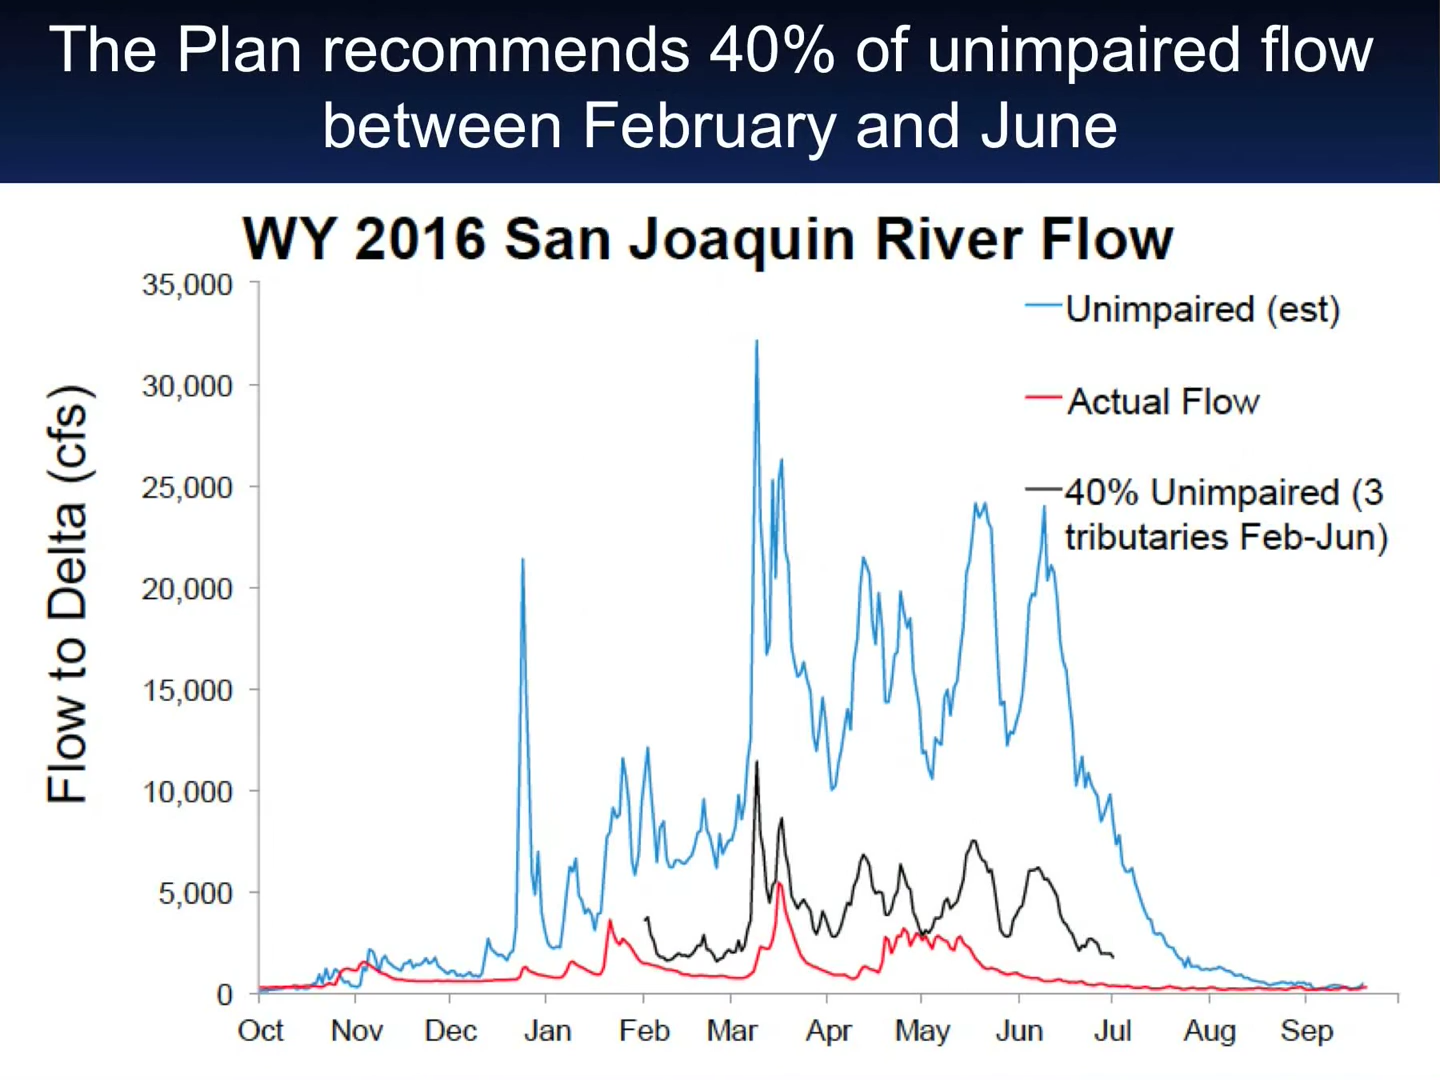 The Plan recommends 40% of unimpaired flow
between February and June
WY 2016 San Joaquin River Flow
35,000
30,000
25,000
20,000
15,000
10,000
5,000
0
Flow to Delta (cfs)
Unimpaired (est)
Actual Flow
40% Unimpaired (3
tributaries Feb-Jun)
Oct Nov Dec Jan Feb Mar Apr May Jun Jul Aug Sep